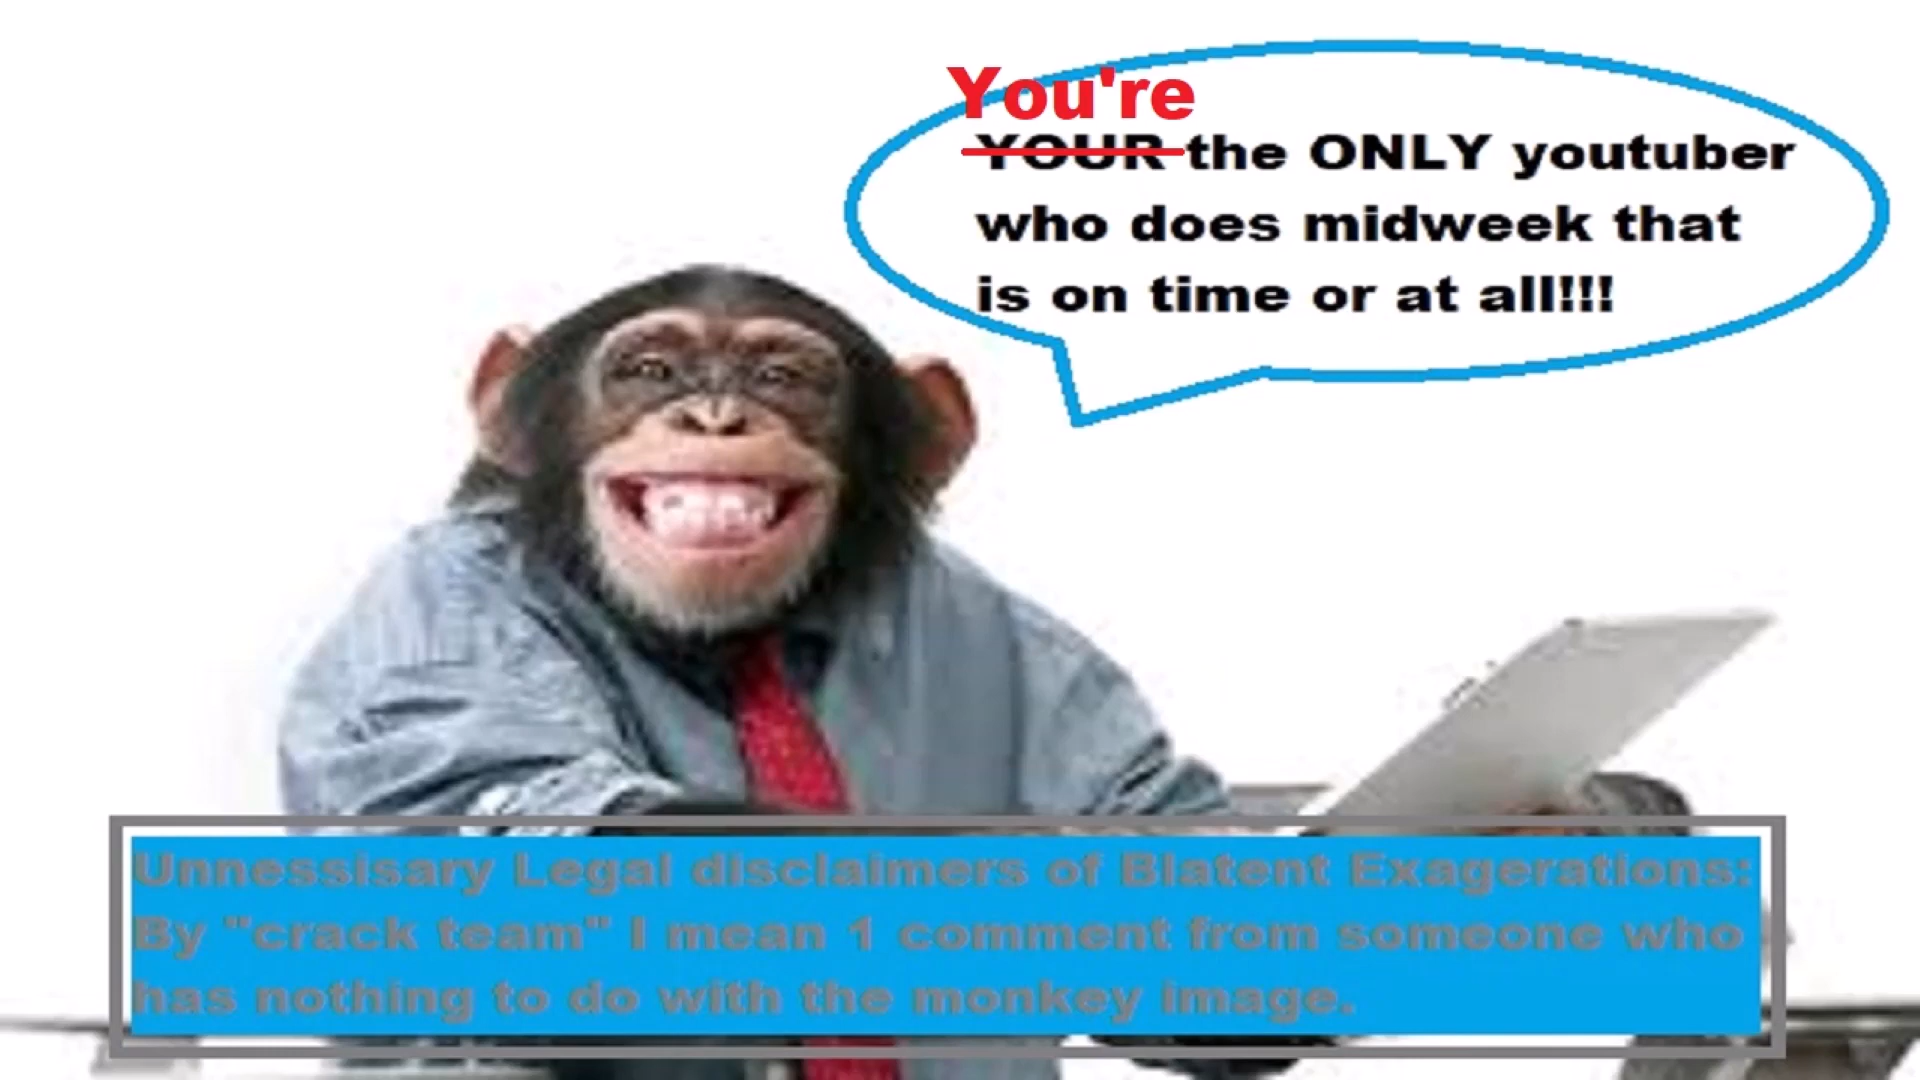 You're
YOUR the ONLY youtuber
who does midweek that
is on time or at all!!!
Unnessisary Legal disclaimers of Blatent Exagerations:
By "crack team" I mean 1 comment from someone who
has nothing to do with the monkey image.